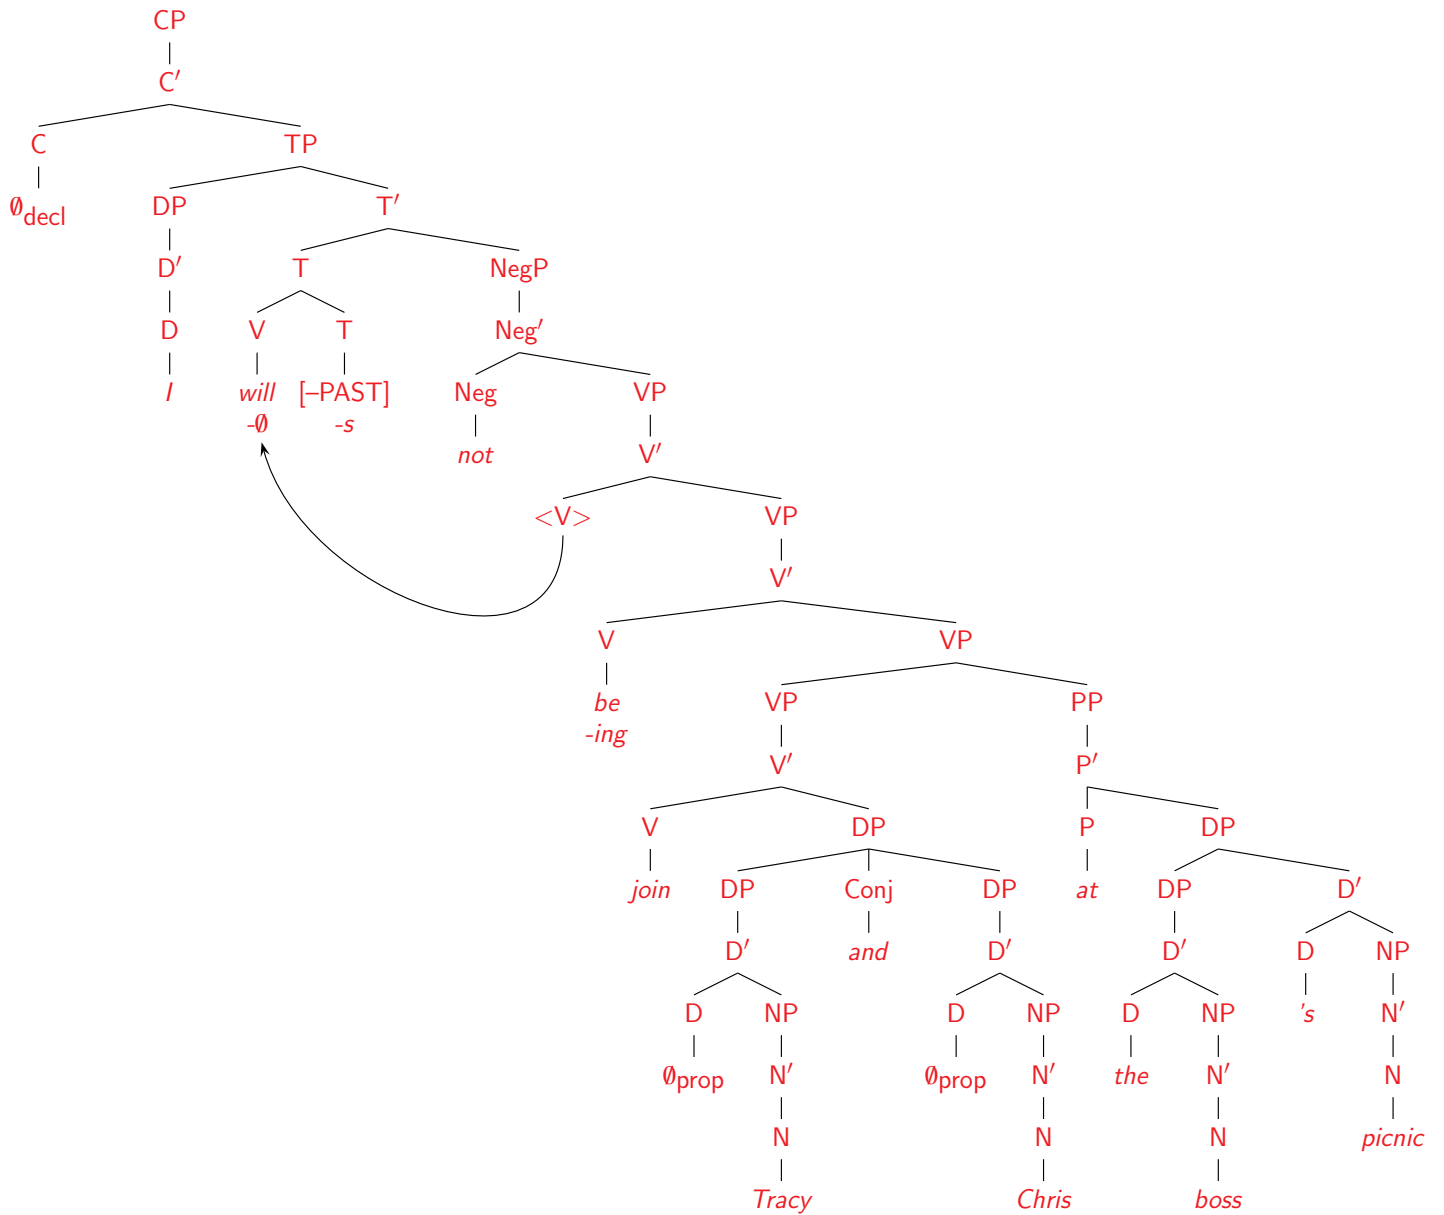 CP
C′
C TP
∅decl DP T′
D′ T NegP
D V T Neg′
I will [–PAST] Neg VP
-∅ -s not V′
<V> VP
V′
V VP
be VP PP
-ing V′ P′
V DP P DP
join DP Conj DP at DP D′
D′ and D′ D′ D NP
D NP D NP D NP 's N′
∅prop N′ ∅prop N′ the N′ N
N N N picnic
Tracy Chris boss